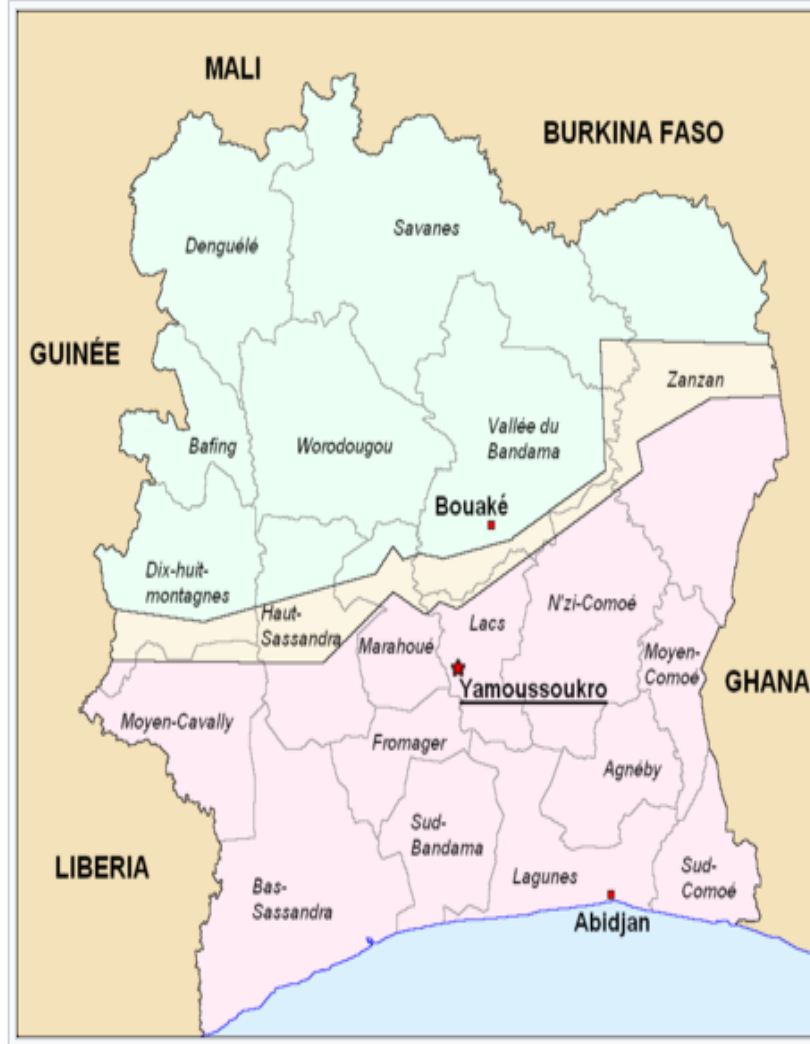 MALI
BURKINA FASO
Savanes
Denguélé
GUINÉE
Zanzan
Vallée du
Bandama
Bafing
Worodougou
Bouaké
Dix-huit-
montagnes
Haut-
Sassandra
N'zi-Comoé
Lacs
Marahoué
Moyen-
Comoé
GHANA
Yamoussoukro
Moyen-Cavally
Fromager
Agnéby
Sud-
Bandama
LIBERIA
Lagunes
Sud-
Comoé
Bas-
Sassandra
Abidjan